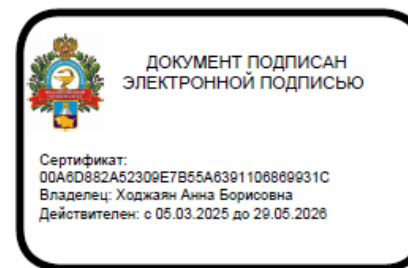 ДОКУМЕНТ ПОДПИСАН
ЭЛЕКТРОННОЙ ПОДПИСЬЮ
Сертификат:
00A6D882A52309E7B55A6391106869931C
Владелец: Ходжаян Анна Борисовна
Действителен: с 05.03.2025 до 29.05.2026